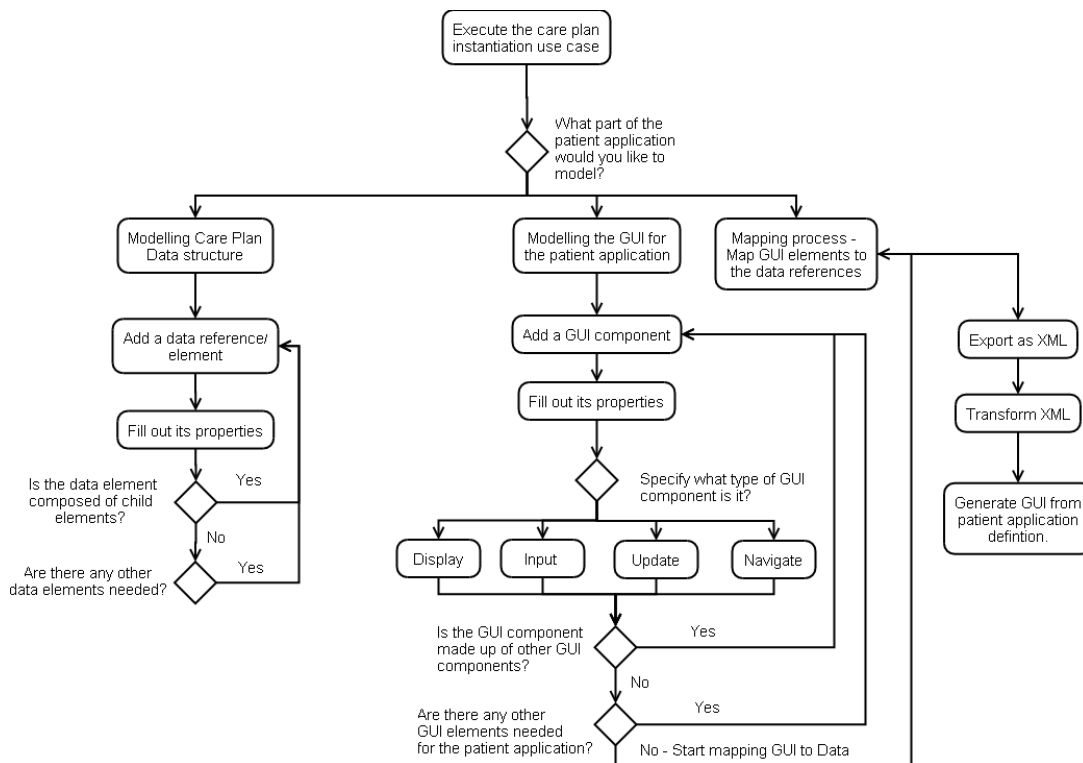 Execute the care plan
instantiation use case
What part of the
patient application
would you like to
model?
Modelling Care Plan
Data structure
Modelling the GUI for
the patient application
Mapping process -
Map GUI elements to
the data references
Add a data reference/
element
Add a GUI component
Export as XML
Fill out its properties
Fill out its properties
Transform XML
Is the data element
composed of child
elements?
Yes
Specify what type of GUI
component is it?
Generate GUI from
patient application
defintion.
No
Display
Input
Update
Navigate
Are there any other
data elements needed?
Yes
Is the GUI component
made up of other GUI
components?
Yes
No
Are there any other
GUI elements needed
for the patient application?
Yes
No - Start mapping GUI to Data